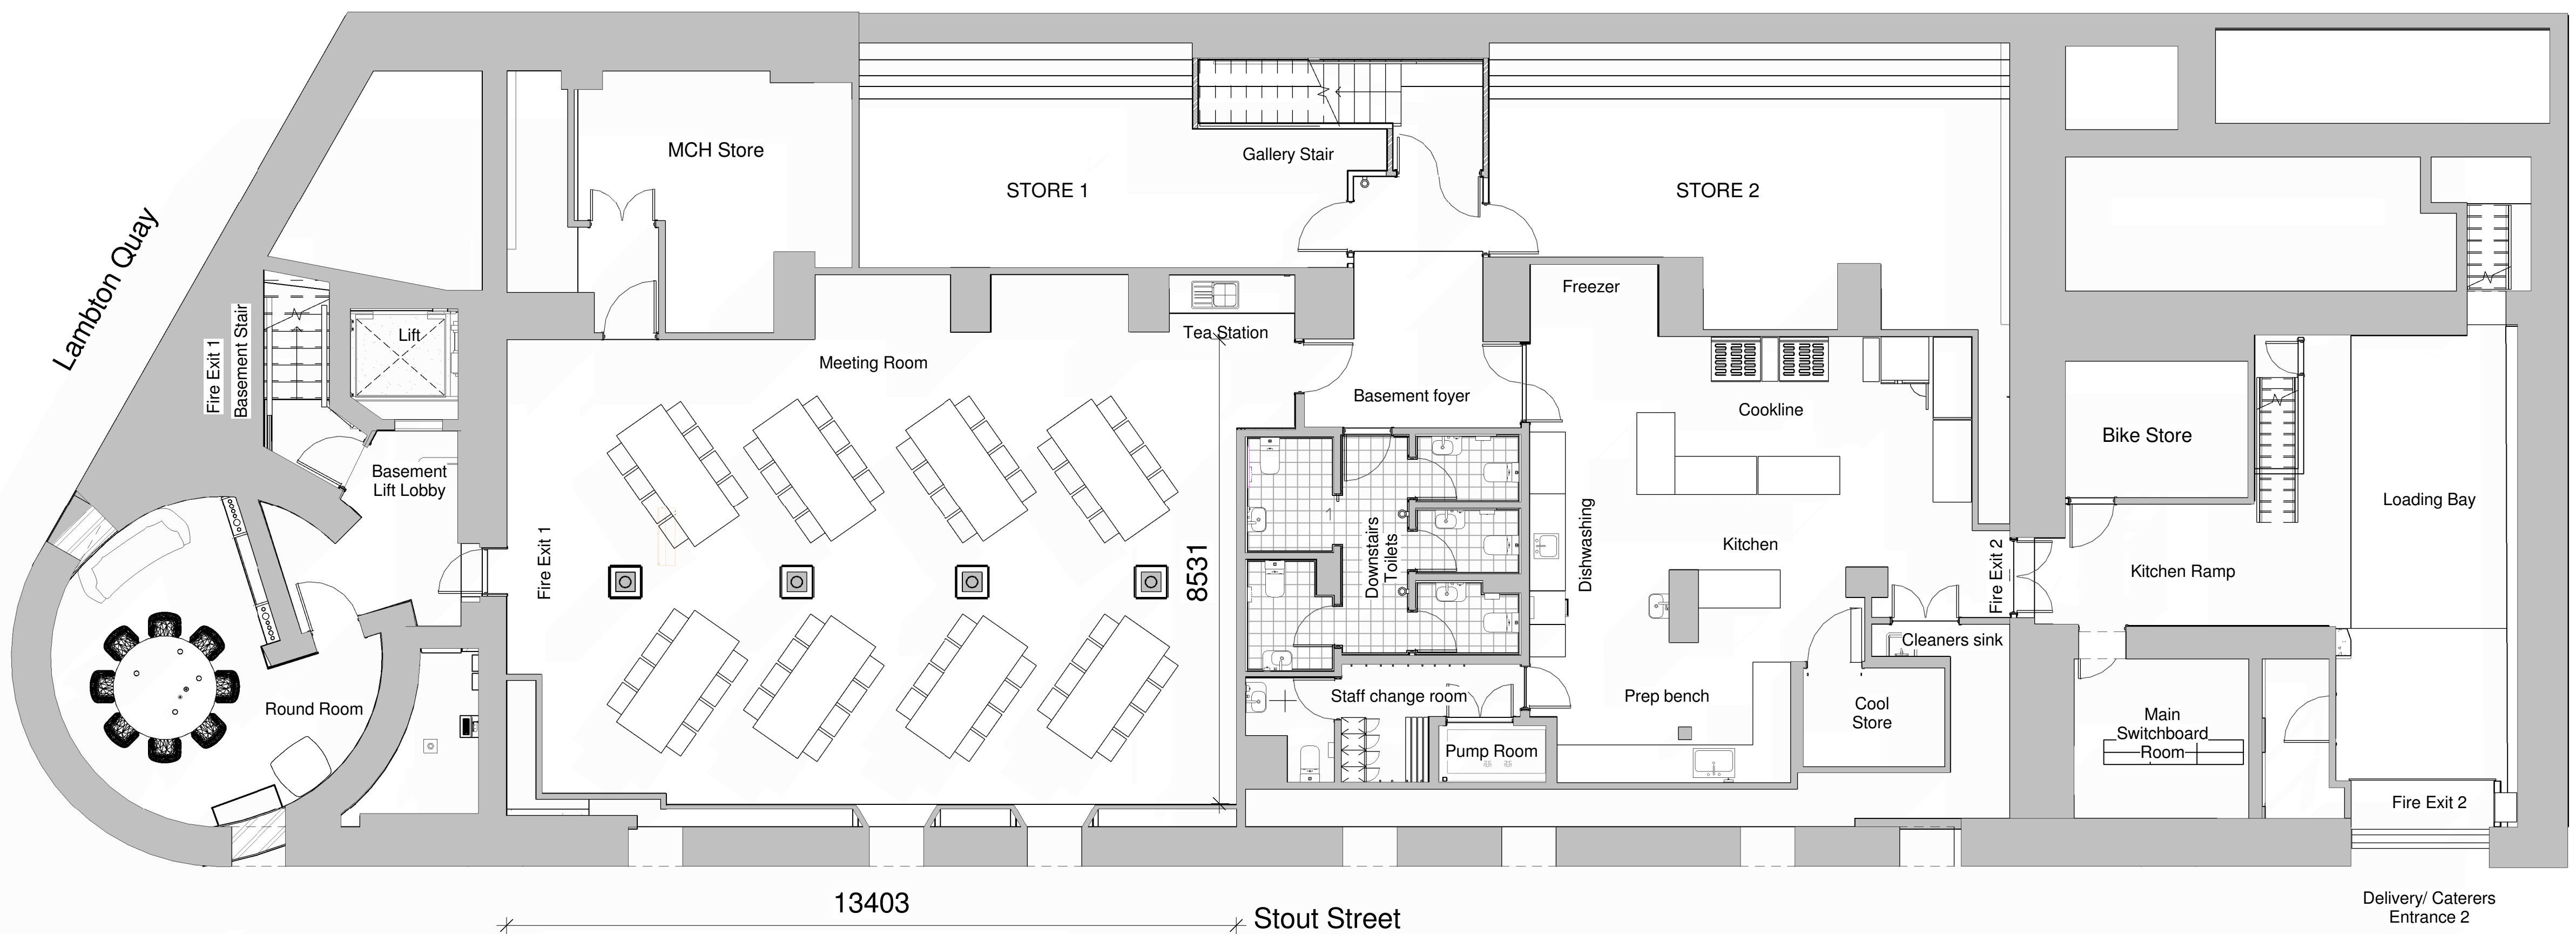 MCH Store
STORE 1
Gallery Stair
STORE 2
Lambton Quay
Fire Exit 1
Basement Stair
Lift
Tea Station
Meeting Room
Freezer
Basement foyer
Cookline
Bike Store
Basement
Lift Lobby
Loading Bay
Fire Exit 1
8531
Downstairs
Toilets
Dishwashing
Kitchen
Fire Exit 2
Kitchen Ramp
Cleaners sink
Round Room
Staff change room
Prep bench
Cool
Store
Main
Switchboard
Room
Pump Room
Fire Exit 2
13403
Stout Street
Delivery/ Caterers
Entrance 2